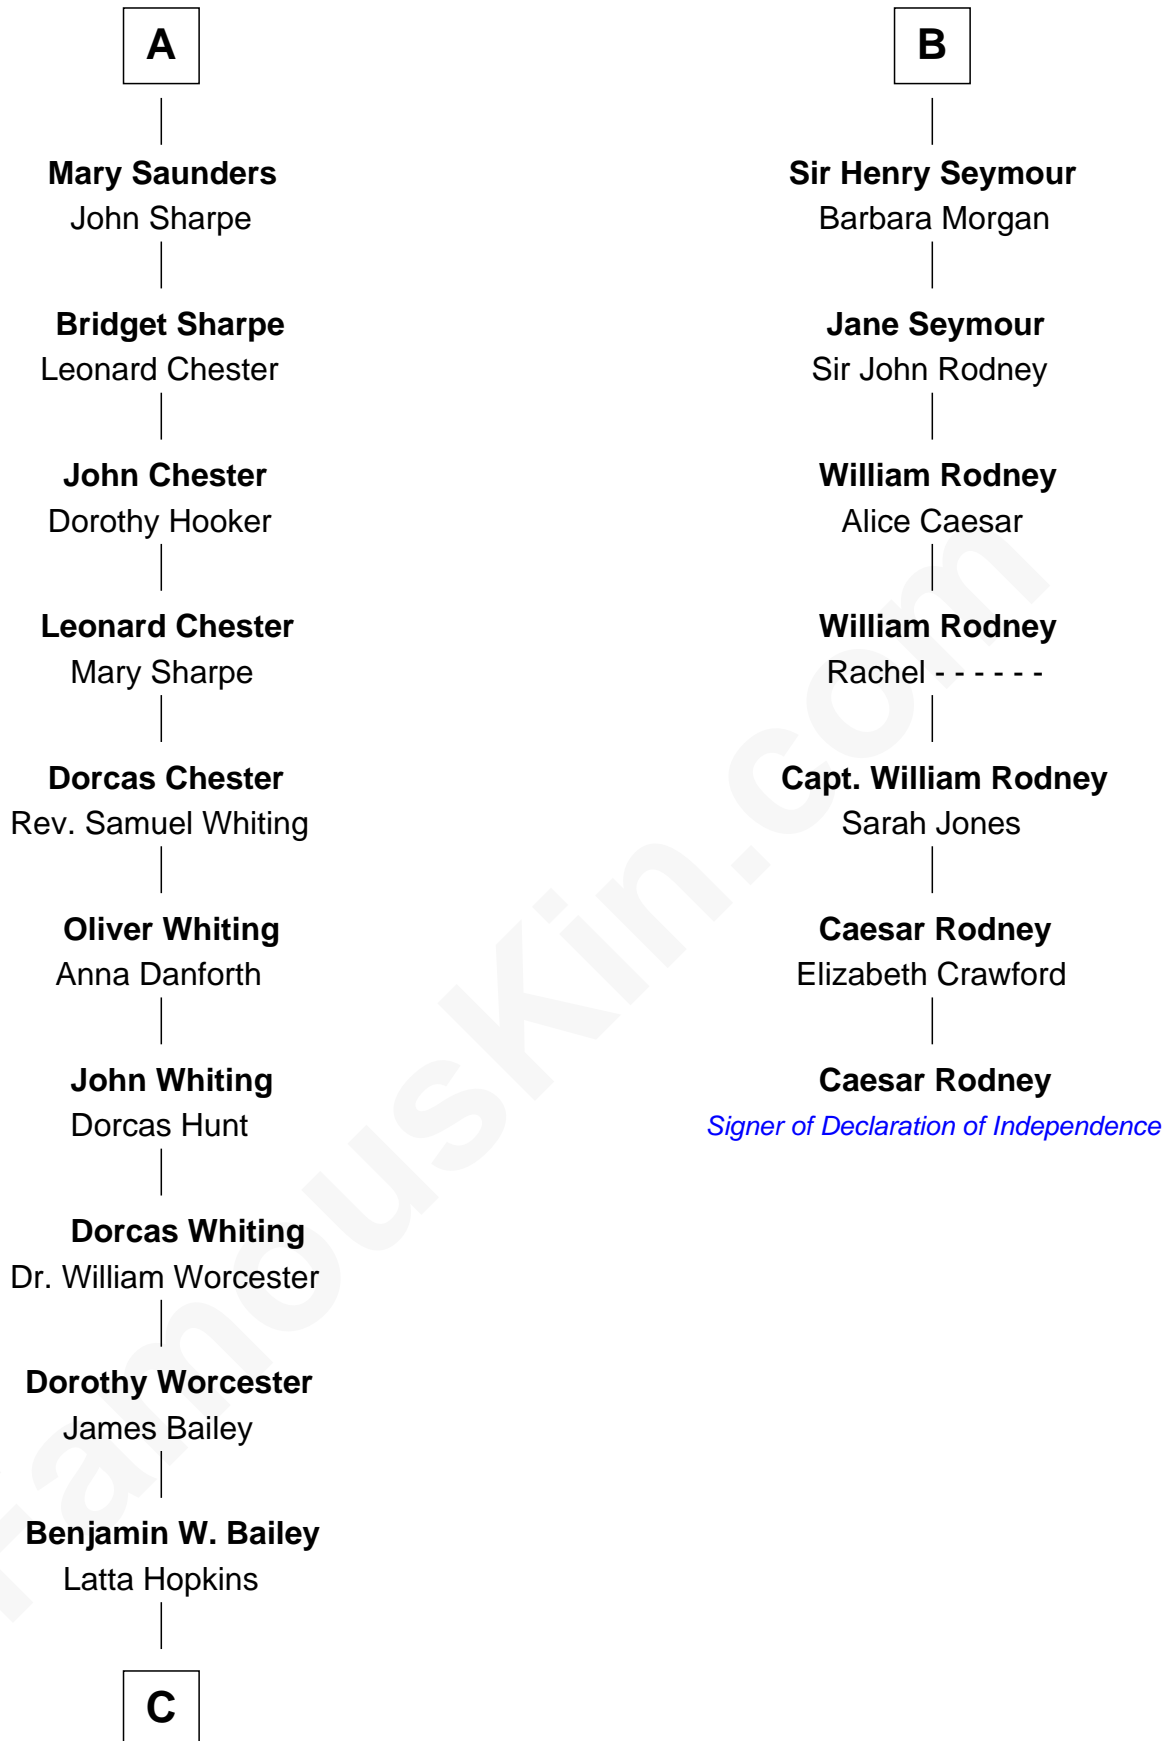 A
Mary Saunders
John Sharpe
Bridget Sharpe
Leonard Chester
John Chester
Dorothy Hooker
Leonard Chester
Mary Sharpe
Dorcas Chester
Rev. Samuel Whiting
Oliver Whiting
Anna Danforth
John Whiting
Dorcas Hunt
Dorcas Whiting
Dr. William Worcester
Dorothy Worcester
James Bailey
Benjamin W. Bailey
Latta Hopkins
C
B
Sir Henry Seymour
Barbara Morgan
Jane Seymour
Sir John Rodney
William Rodney
Alice Caesar
William Rodney
Rachel - - - - - -
Capt. William Rodney
Sarah Jones
Caesar Rodney
Elizabeth Crawford
Caesar Rodney
Signer of Declaration of Independence
FamousKin.com